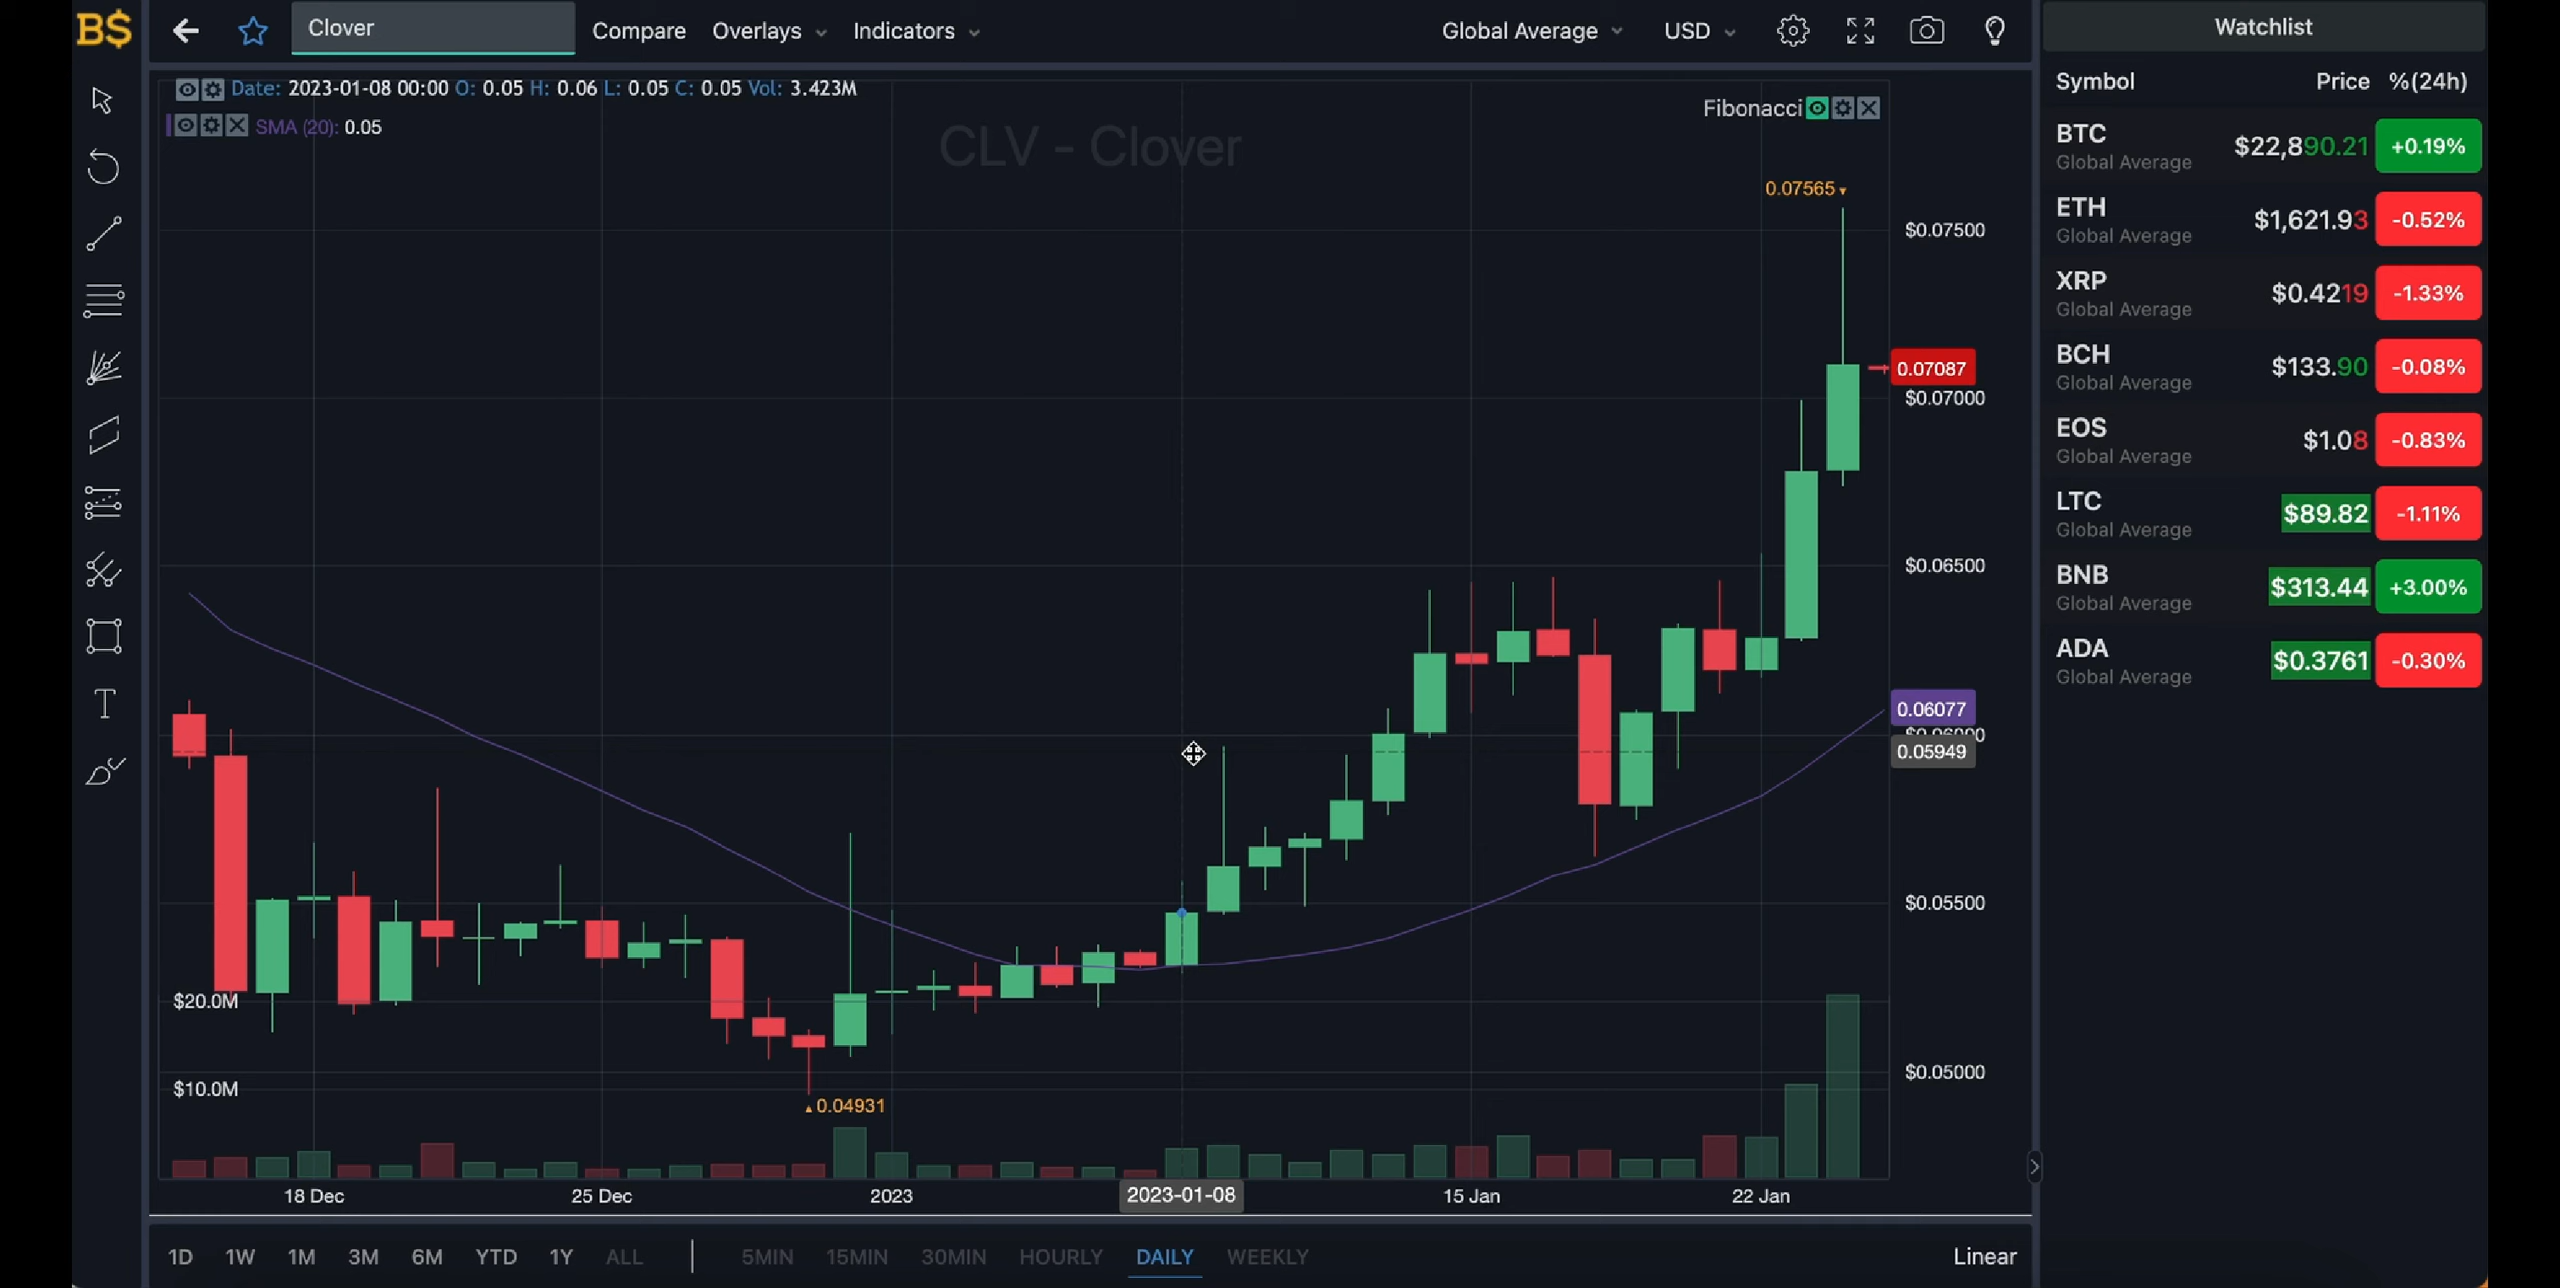 B$
Clover
Compare
Overlays
Indicators
Global Average
USD
Date: 2023-01-08 00:00 O: 0.05 H: 0.06 L: 0.05 C: 0.05 Vol: 3.423M
SMA (20): 0.05
Fibonacci
CLV - Clover
0.07565
$0.07500
0.07087
$0.07000
$0.06500
0.06077
$0.06000
0.05949
$0.05500
$0.05000
0.04931
$20.0M
$10.0M
18 Dec
25 Dec
2023
2023-01-08
15 Jan
22 Jan
1D 1W 1M 3M 6M YTD 1Y ALL
5MIN 15MIN 30MIN HOURLY DAILY WEEKLY
Linear
Watchlist
Symbol Price %(24h)
BTC $22,890.21 +0.19%
Global Average
ETH $1,621.93 -0.52%
Global Average
XRP $0.4219 -1.33%
Global Average
BCH $133.90 -0.08%
Global Average
EOS $1.08 -0.83%
Global Average
LTC $89.82 -1.11%
Global Average
BNB $313.44 +3.00%
Global Average
ADA $0.3761 -0.30%
Global Average